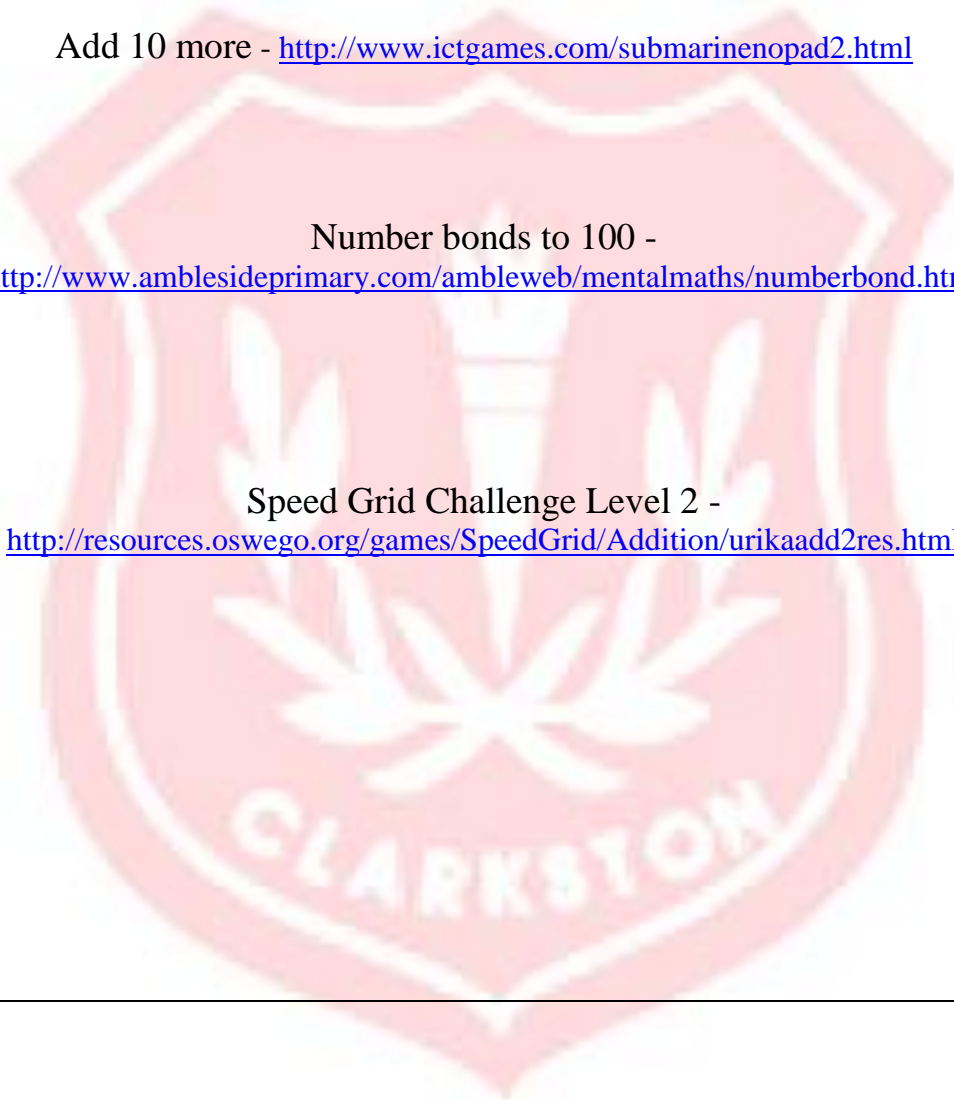 Add 10 more - http://www.ictgames.com/submarinenopad2.html
Number bonds to 100 -
ttp://www.amblesideprimary.com/ambleweb/mentalmaths/numberbond.htm
Speed Grid Challenge Level 2 -
http://resources.oswego.org/games/SpeedGrid/Addition/urikaadd2res.html
CLARKSTON